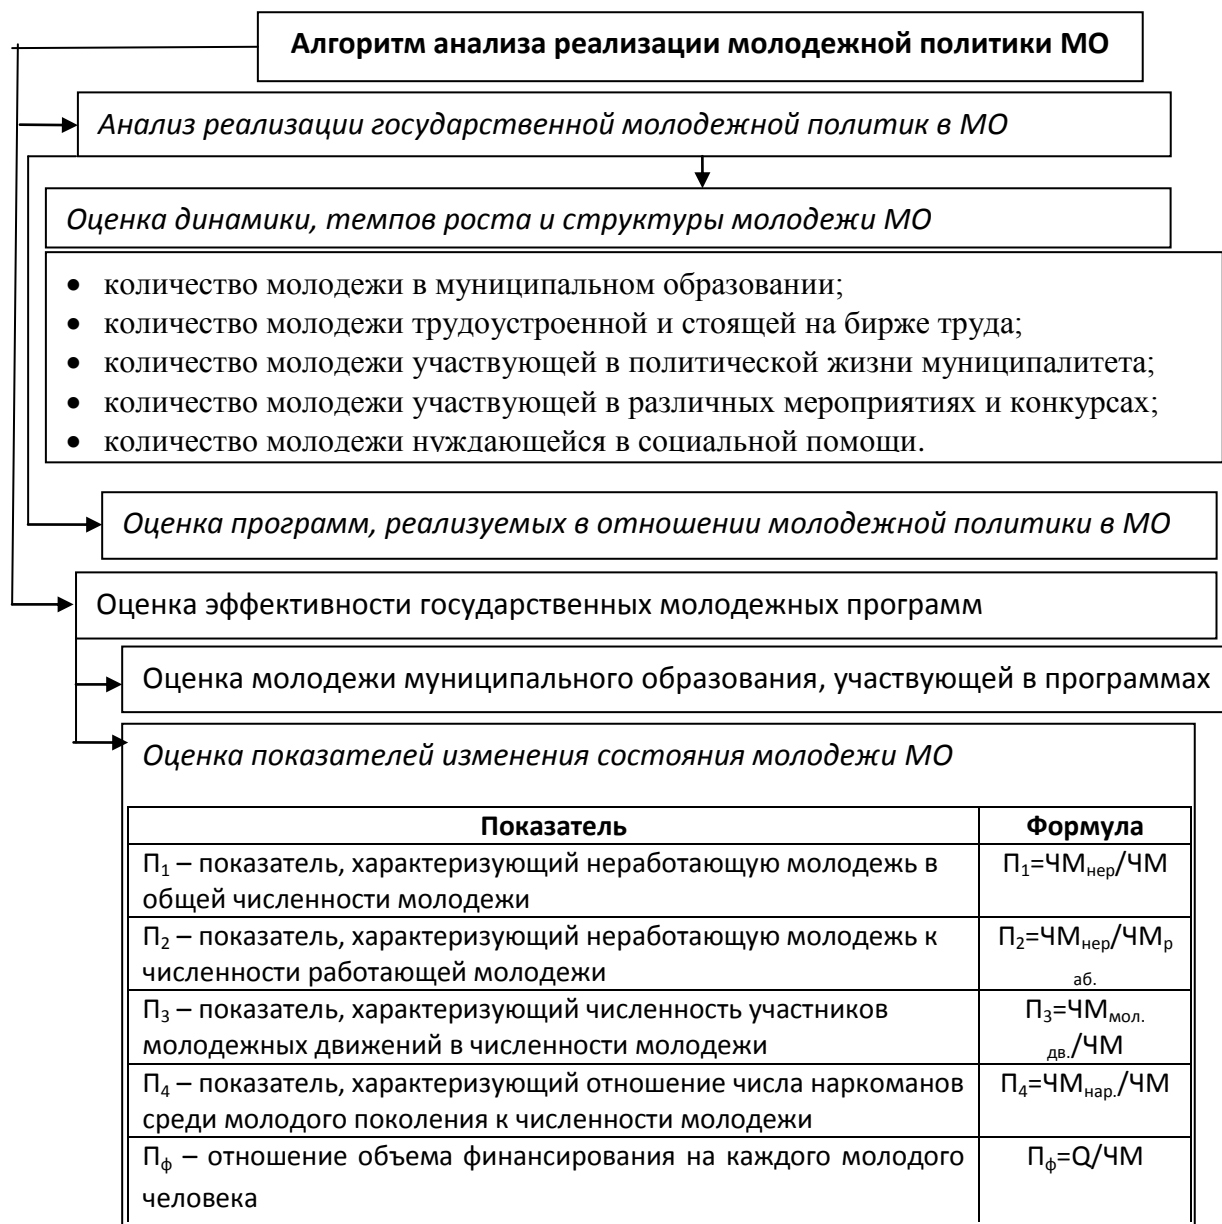 Алгоритм анализа реализации молодежной политики МО
Анализ реализации государственной молодежной политик в МО
Оценка динамики, темпов роста и структуры молодежи МО
• количество молодежи в муниципальном образовании;
• количество молодежи трудоустроенной и стоящей на бирже труда;
• количество молодежи участвующей в политической жизни муниципалитета;
• количество молодежи участвующей в различных мероприятиях и конкурсах;
• количество молодежи нуждающейся в социальной помощи.
Оценка программ, реализуемых в отношении молодежной политики в МО
Оценка эффективности государственных молодежных программ
Оценка молодежи муниципального образования, участвующей в программах
Оценка показателей изменения состояния молодежи МО
Показатель Формула
П₁ – показатель, характеризующий неработающую молодежь в П₁=ЧМнер/ЧМ
общей численности молодежи
П₂ – показатель, характеризующий неработающую молодежь к П₂=ЧМнер/ЧМр
численности работающей молодежи аб.
П₃ – показатель, характеризующий численность участников П₃=ЧМмол.
молодежных движений в численности молодежи дв./ЧМ
П₄ – показатель, характеризующий отношение числа наркоманов П₄=ЧМнар./ЧМ
среди молодого поколения к численности молодежи
Пф – отношение объема финансирования на каждого молодого Пф=Q/ЧМ
человека